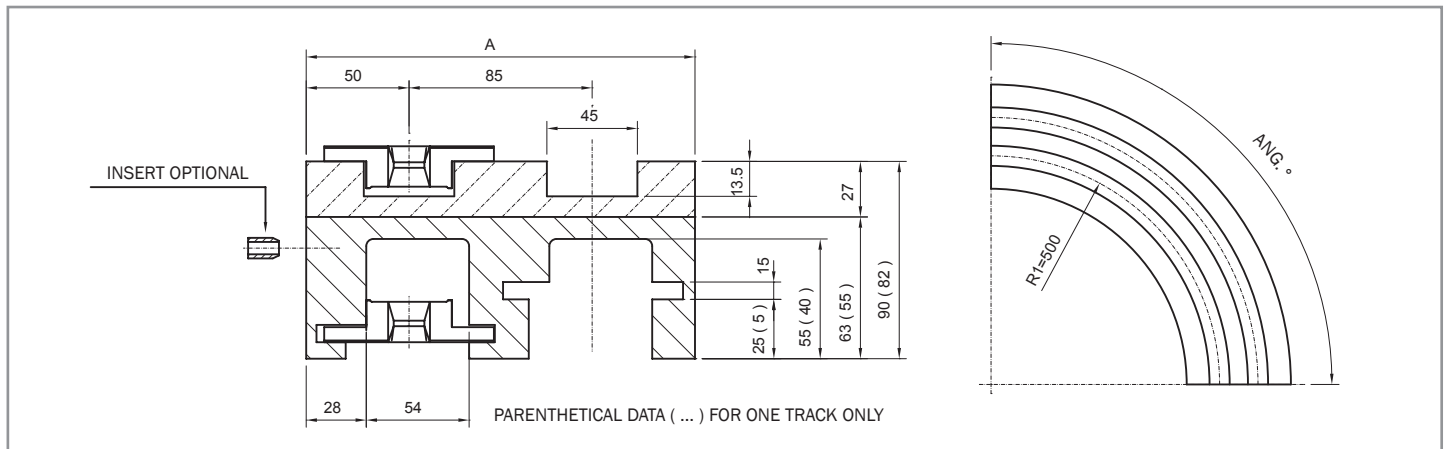 A
50
85
45
INSERT OPTIONAL
13.5
27
15
25 ( 5 )
55 ( 40 )
63 ( 55 )
90 ( 82 )
28
54
PARENTHETICAL DATA ( ... ) FOR ONE TRACK ONLY
ANG. °
R1=500